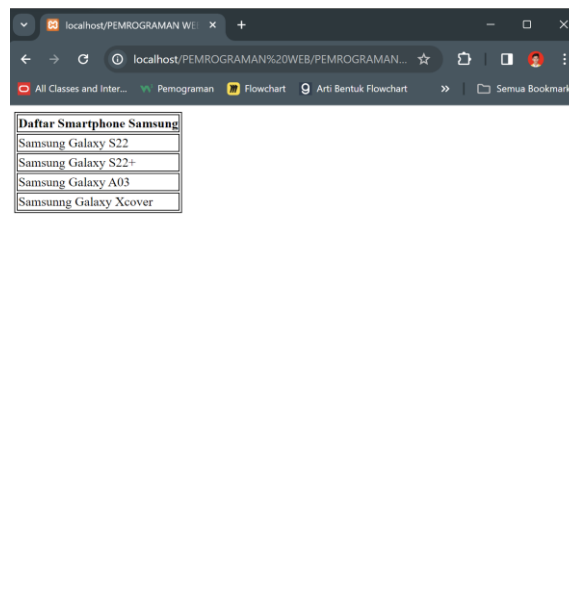 localhost/PEMROGRAMAN WE
localhost/PEMROGRAMAN%20WEB/PEMROGRAMAN...
All Classes and Inter... Pemograman Flowchart Arti Bentuk Flowchart » Semua Bookmark
Daftar Smartphone Samsung
Samsung Galaxy S22
Samsung Galaxy S22+
Samsung Galaxy A03
Samsunng Galaxy Xcover